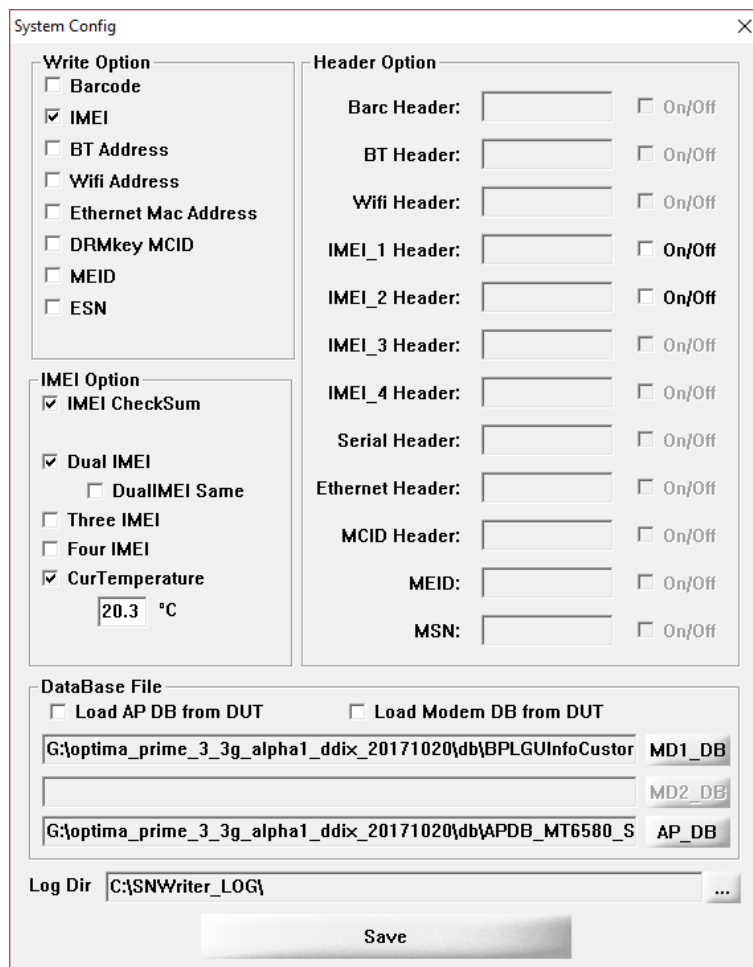 System Config
Write Option
Barcode
IMEI
BT Address
Wifi Address
Ethernet Mac Address
DRMkey MCID
MEID
ESN
Header Option
Barc Header: On/Off
BT Header: On/Off
Wifi Header: On/Off
IMEI_1 Header: On/Off
IMEI_2 Header: On/Off
IMEI_3 Header: On/Off
IMEI_4 Header: On/Off
Serial Header: On/Off
Ethernet Header: On/Off
MCID Header: On/Off
MEID: On/Off
MSN: On/Off
IMEI Option
IMEI CheckSum
Dual IMEI
DualIMEI Same
Three IMEI
Four IMEI
CurTemperature
20.3 °C
DataBase File
Load AP DB from DUT Load Modem DB from DUT
G:\optima_prime_3_3g_alpha1_ddix_20171020\db\BPLGUInfoCustor MD1_DB
MD2_DB
G:\optima_prime_3_3g_alpha1_ddix_20171020\db\APDB_MT6580_S AP_DB
Log Dir C:\SNWriter_LOG\ ...
Save